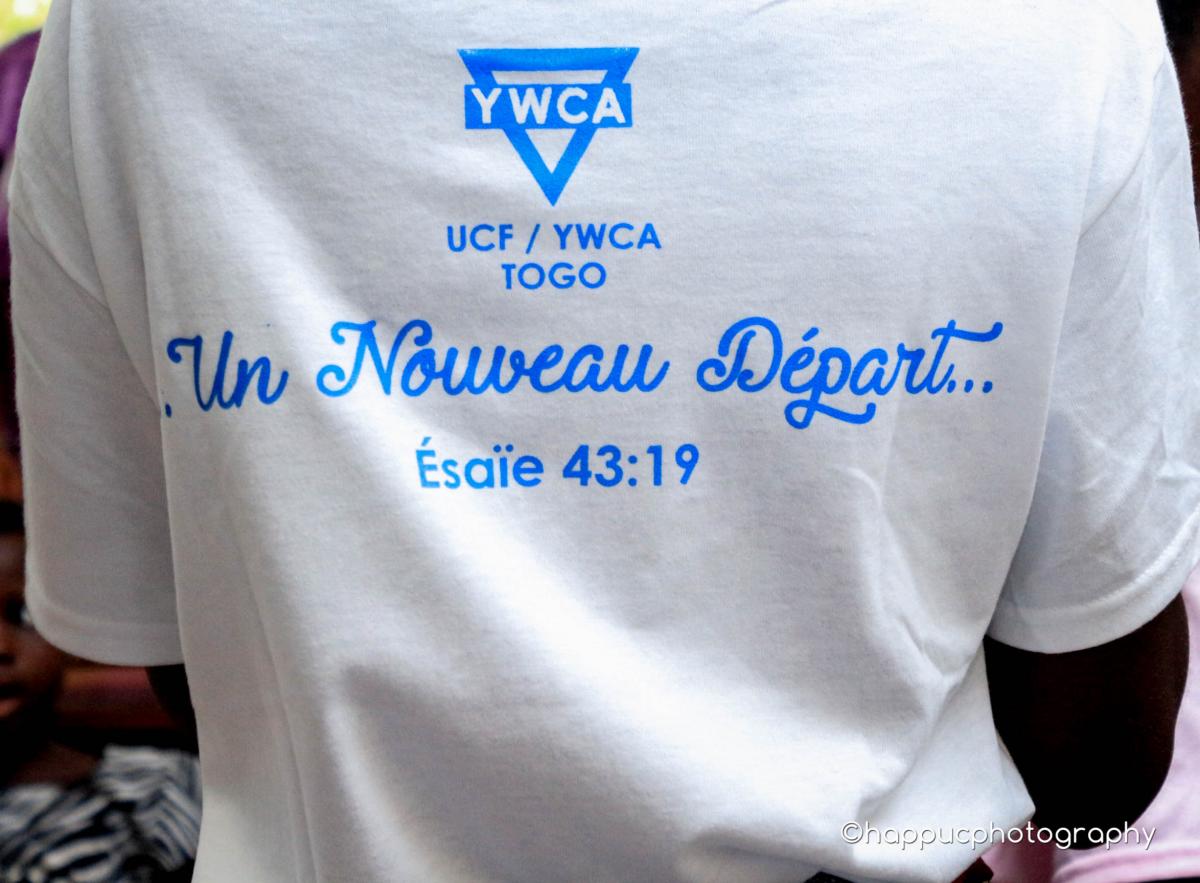 YWCA
UCF / YWCA
TOGO
..Un Nouveau Départ...
Ésaïe 43:19
©happucphotography